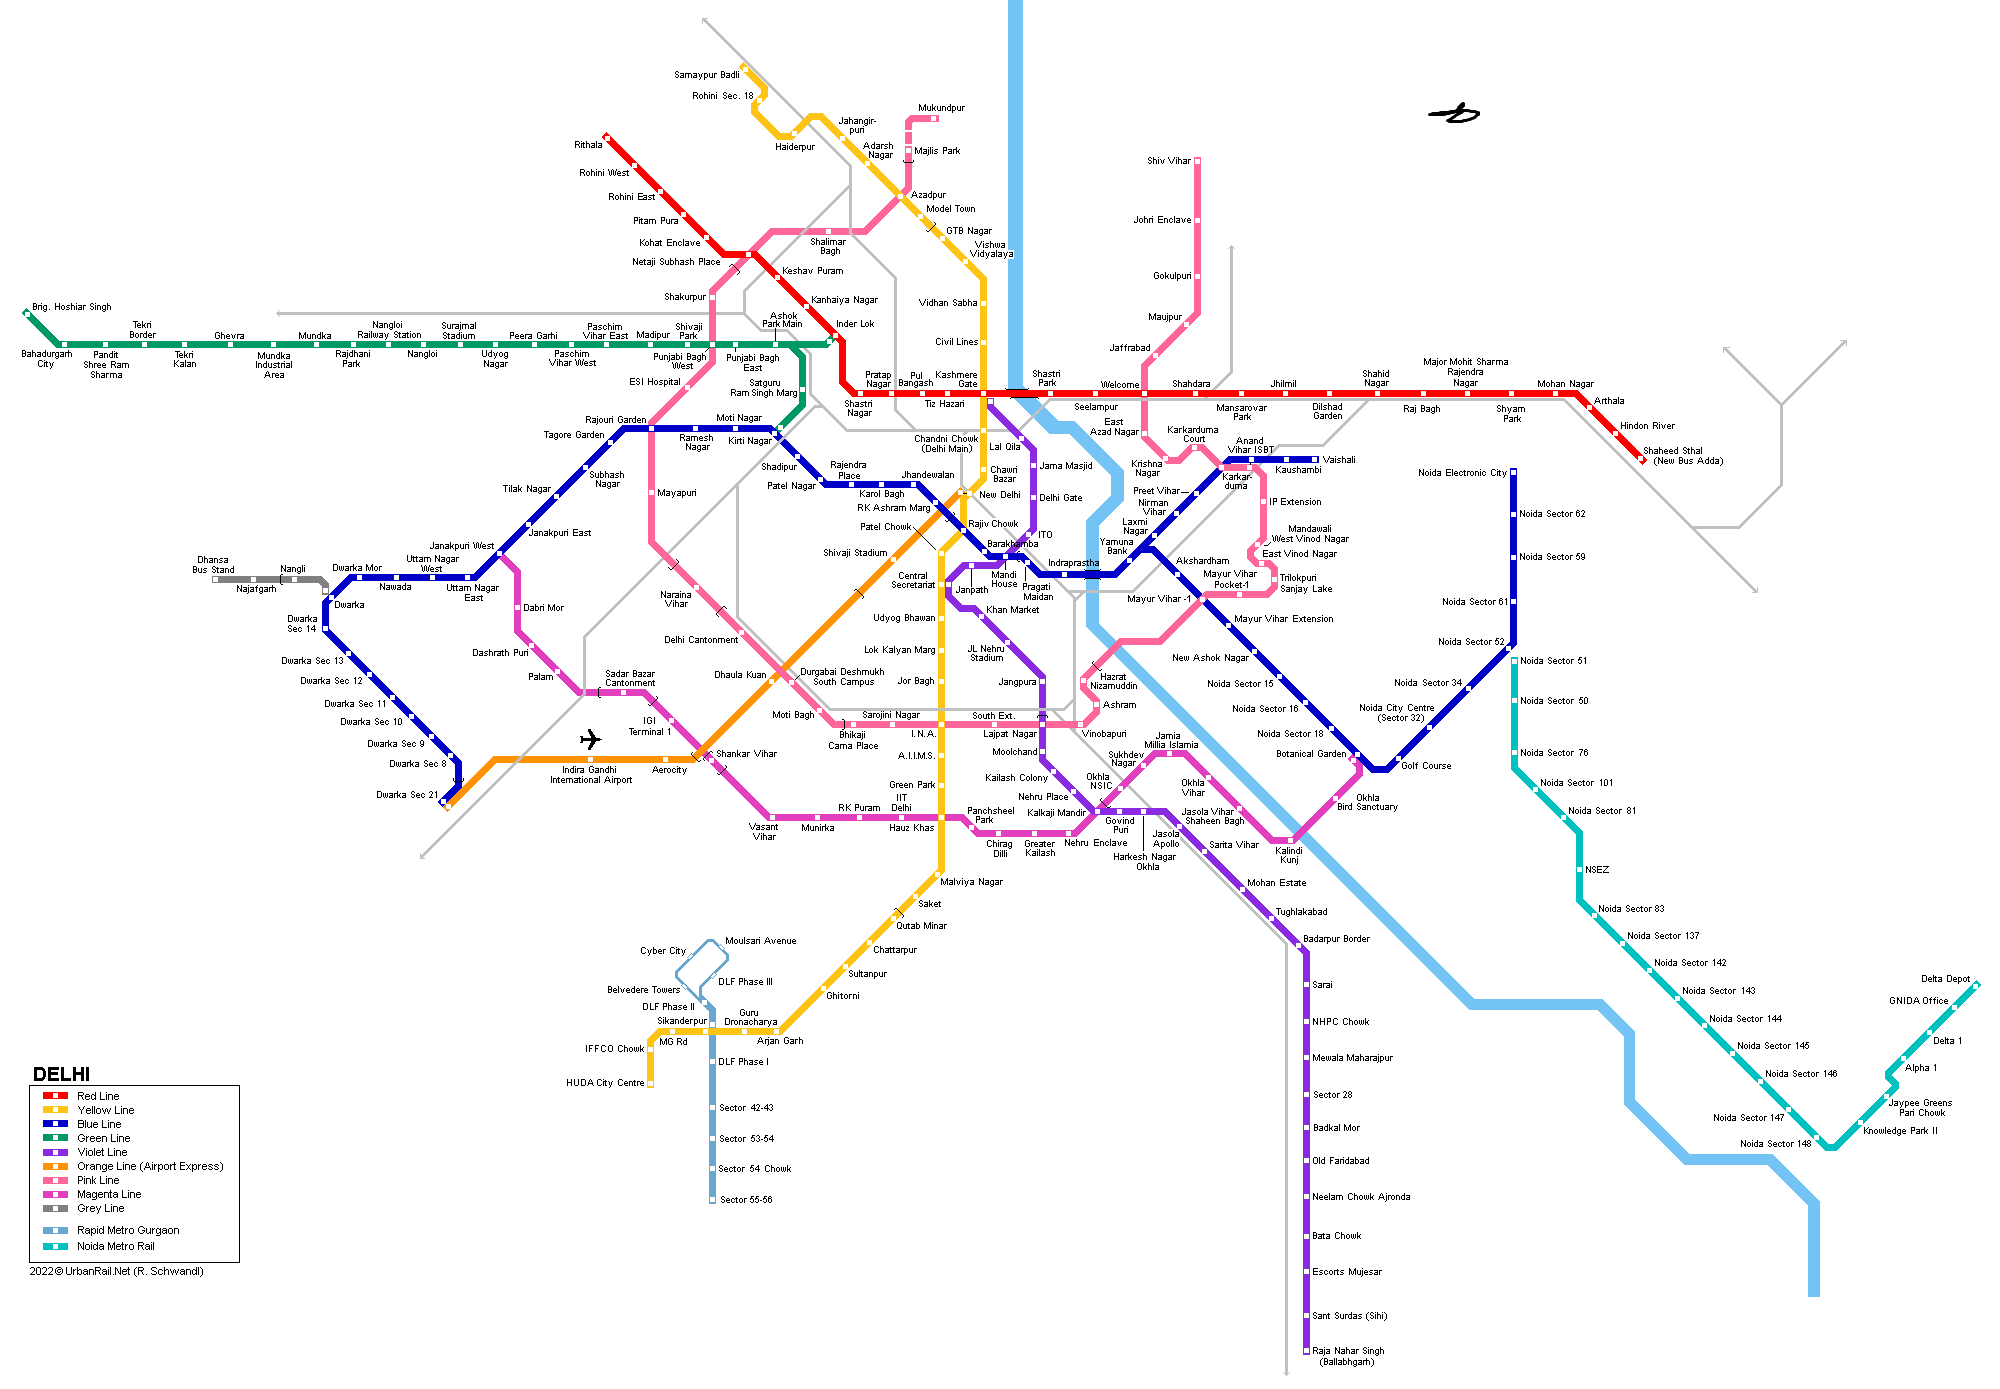 Samaypur Badli
Rohini Sec. 18
Haiderpur
Jahangir-
puri
Adarsh
Nagar
Mukundpur
Majlis Park
Azadpur
Model Town
GTB Nagar
Vishwa
Vidyalaya
Shalimar
Bagh
Rithala
Rohini West
Rohini East
Pitam Pura
Kohat Enclave
Netaji Subhash Place
Keshav Puram
Shakurpur
Kanhaiya Nagar
Vidhan Sabha
Civil Lines
Shiv Vihar
Johri Enclave
Gokulpuri
Maujpur
Jaffrabad
Brig. Hoshiar Singh
Bahadurgarh
City
Pandit
Shree Ram
Sharma
Tekri
Border
Tekri
Kalan
Ghevra
Mundka
Industrial
Area
Mundka
Rajdhani
Park
Nangloi
Railway Station
Nangloi
Surajmal
Stadium
Udyog
Nagar
Peera Garhi
Paschim
Vihar West
Paschim
Vihar East
Madipur
Shivaji
Park
Punjabi Bagh
West
Punjabi Bagh
East
Ashok
Park Main
Inder Lok
ESI Hospital
Satguru
Ram Singh Marg
Shastri
Nagar
Pratap
Nagar
Pul
Bangash
Tiz Hazari
Kashmere
Gate
Shastri
Park
Seelampur
Welcome
Shahdara
Mansarovar
Park
Jhilmil
Dilshad
Garden
Shahid
Nagar
Raj Bagh
Major Mohit Sharma
Rajendra
Nagar
Shyam
Park
Mohan Nagar
Arthala
Hindon River
Shaheed Sthal
(New Bus Adda)
Rajouri Garden
Tagore Garden
Subhash
Nagar
Tilak Nagar
Janakpuri East
Janakpuri West
Ramesh
Nagar
Moti Nagar
Kirti Nagar
Shadipur
Patel Nagar
Rajendra
Place
Karol Bagh
Jhandewalan
RK Ashram Marg
Mayapuri
Chandni Chowk
(Delhi Main)
Chawri
Bazar
New Delhi
Rajiv Chowk
Patel Chowk
Lal Qila
Jama Masjid
Delhi Gate
ITO
Barakhamba
Mandi
House
Pragati
Maidan
Indraprastha
Yamuna
Bank
Laxmi
Nagar
Nirman
Vihar
Preet Vihar
Karkar-
duma
Anand
Vihar ISBT
Kaushambi
Vaishali
East
Azad Nagar
Krishna
Nagar
Karkarduma
Court
IP Extension
Mandawali
West Vinod Nagar
East Vinod Nagar
Trilokpuri
Sanjay Lake
Mayur Vihar
Pocket-1
Mayur Vihar -1
Akshardham
Mayur Vihar Extension
New Ashok Nagar
Noida Sector 15
Noida Sector 16
Noida Sector 18
Botanical Garden
Golf Course
Noida City Centre
(Sector 32)
Noida Sector 34
Noida Sector 52
Noida Sector 61
Noida Sector 59
Noida Sector 62
Noida Electronic City
Dhansa
Bus Stand
Najafgarh
Nangli
Dwarka
Dwarka Mor
Nawada
Uttam Nagar
West
Uttam Nagar
East
Dwarka
Sec 14
Dwarka Sec 13
Dwarka Sec 12
Dwarka Sec 11
Dwarka Sec 10
Dwarka Sec 9
Dwarka Sec 8
Dwarka Sec 21
Dabri Mor
Dashrath Puri
Palam
Sadar Bazar
Cantonment
IGI
Terminal 1
Shankar Vihar
Indira Gandhi
International Airport
Aerocity
Dhaula Kuan
Shivaji Stadium
Naraina
Vihar
Delhi Cantonment
Durgabai Deshmukh
South Campus
Moti Bagh
Bhikaji
Cama Place
Sarojini Nagar
I.N.A.
South Ext.
Lajpat Nagar
Vinobapuri
Ashram
Hazrat
Nizamuddin
Central
Secretariat
Janpath
Khan Market
JL Nehru
Stadium
Jangpura
Udyog Bhawan
Lok Kalyan Marg
Jor Bagh
A.I.I.M.S.
Green Park
Hauz Khas
Vasant
Vihar
Munirka
RK Puram
IIT
Delhi
Panchsheel
Park
Chirag
Dilli
Greater
Kailash
Nehru Enclave
Moolchand
Kailash Colony
Nehru Place
Kalkaji Mandir
Okhla
NSIC
Sukhdev
Nagar
Jamia
Millia Islamia
Okhla
Vihar
Jasola Vihar
Shaheen Bagh
Kalindi
Kunj
Okhla
Bird Sanctuary
Govind
Puri
Harkesh Nagar
Okhla
Jasola
Apollo
Sarita Vihar
Mohan Estate
Tughlakabad
Badarpur Border
Sarai
NHPC Chowk
Mewala Maharajpur
Sector 28
Badkal Mor
Old Faridabad
Neelam Chowk Ajronda
Bata Chowk
Escorts Mujesar
Sant Surdas (Sihi)
Raja Nahar Singh
(Ballabhgarh)
Malviya Nagar
Saket
Qutab Minar
Chattarpur
Sultanpur
Ghitorni
Arjan Garh
Guru
Dronacharya
Sikanderpur
MG Rd
IFFCO Chowk
HUDA City Centre
Moulsari Avenue
Cyber City
DLF Phase III
Belvedere Towers
DLF Phase II
DLF Phase I
Sector 42-43
Sector 53-54
Sector 54 Chowk
Sector 55-56
Noida Sector 51
Noida Sector 50
Noida Sector 76
Noida Sector 101
Noida Sector 81
NSEZ
Noida Sector 83
Noida Sector 137
Noida Sector 142
Noida Sector 143
Noida Sector 144
Noida Sector 145
Noida Sector 146
Noida Sector 147
Noida Sector 148
Knowledge Park II
Jaypee Greens
Pari Chowk
Alpha 1
Delta 1
GNIDA Office
Delta Depot
DELHI
Red Line
Yellow Line
Blue Line
Green Line
Violet Line
Orange Line (Airport Express)
Pink Line
Magenta Line
Grey Line
Rapid Metro Gurgaon
Noida Metro Rail
2022 © UrbanRail.Net (R. Schwandl)